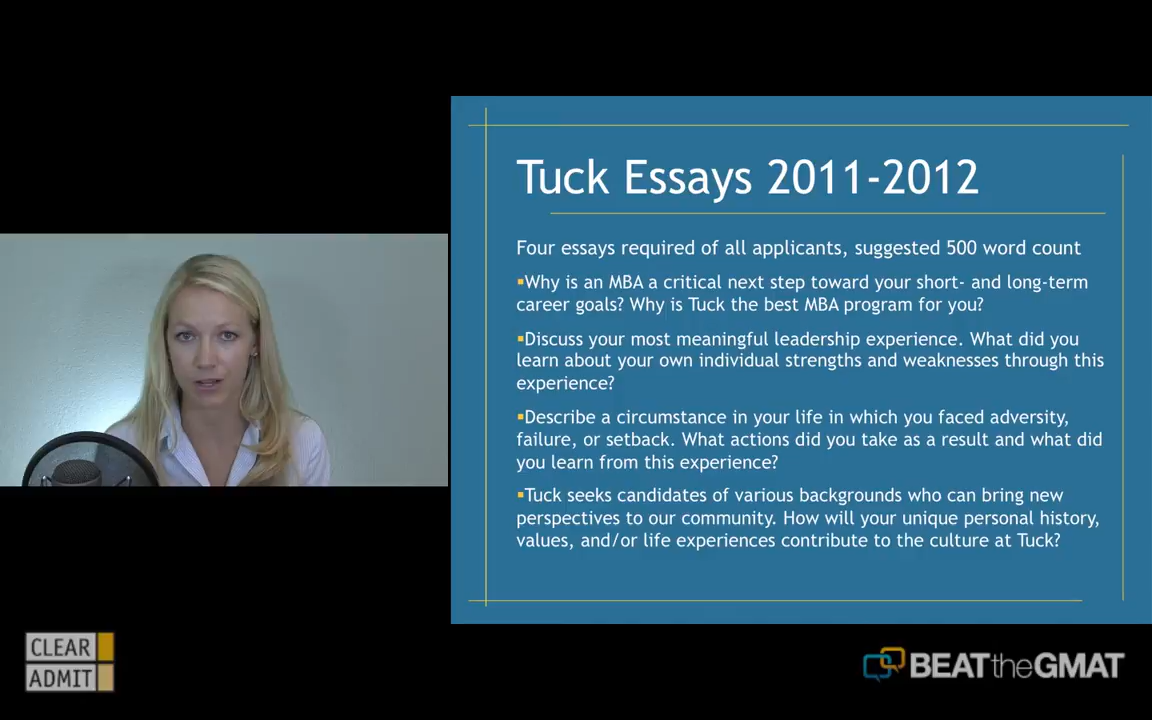 Tuck Essays 2011-2012
Four essays required of all applicants, suggested 500 word count
▪Why is an MBA a critical next step toward your short- and long-term
career goals? Why is Tuck the best MBA program for you?
▪Discuss your most meaningful leadership experience. What did you
learn about your own individual strengths and weaknesses through this
experience?
▪Describe a circumstance in your life in which you faced adversity,
failure, or setback. What actions did you take as a result and what did
you learn from this experience?
▪Tuck seeks candidates of various backgrounds who can bring new
perspectives to our community. How will your unique personal history,
values, and/or life experiences contribute to the culture at Tuck?
CLEAR
ADMIT
BEATtheGMAT